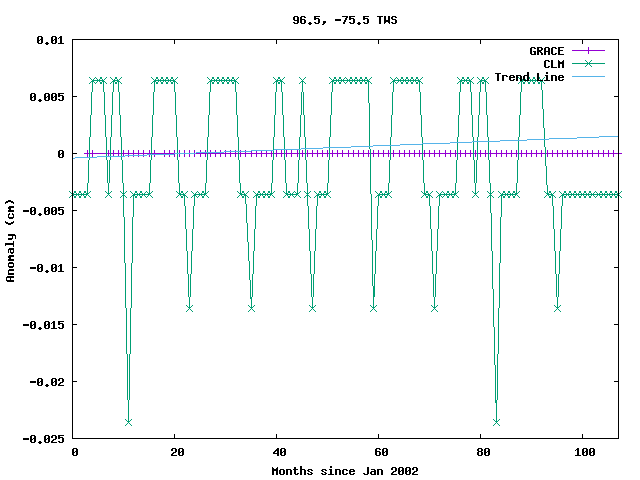 96.5, -75.5 TWS
GRACE
CLM
Trend Line
0.01
0.005
0
-0.005
-0.01
-0.015
-0.02
-0.025
Anomaly (cm)
0 20 40 60 80 100
Months since Jan 2002